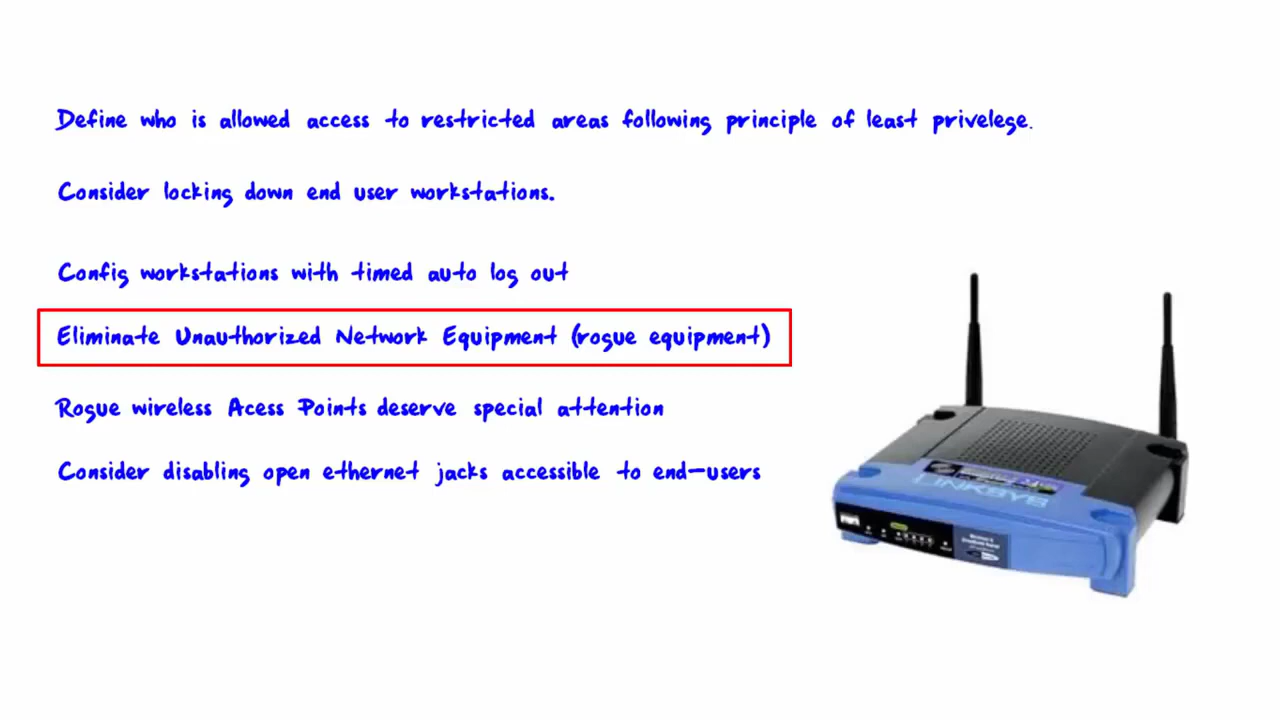 Define who is allowed access to restricted areas following principle of least privelege.
Consider locking down end user workstations.
Config workstations with timed auto log out
Eliminate Unauthorized Network Equipment (rogue equipment)
Rogue wireless Acess Points deserve special attention
Consider disabling open ethernet jacks accessible to end-users
LINKSYS